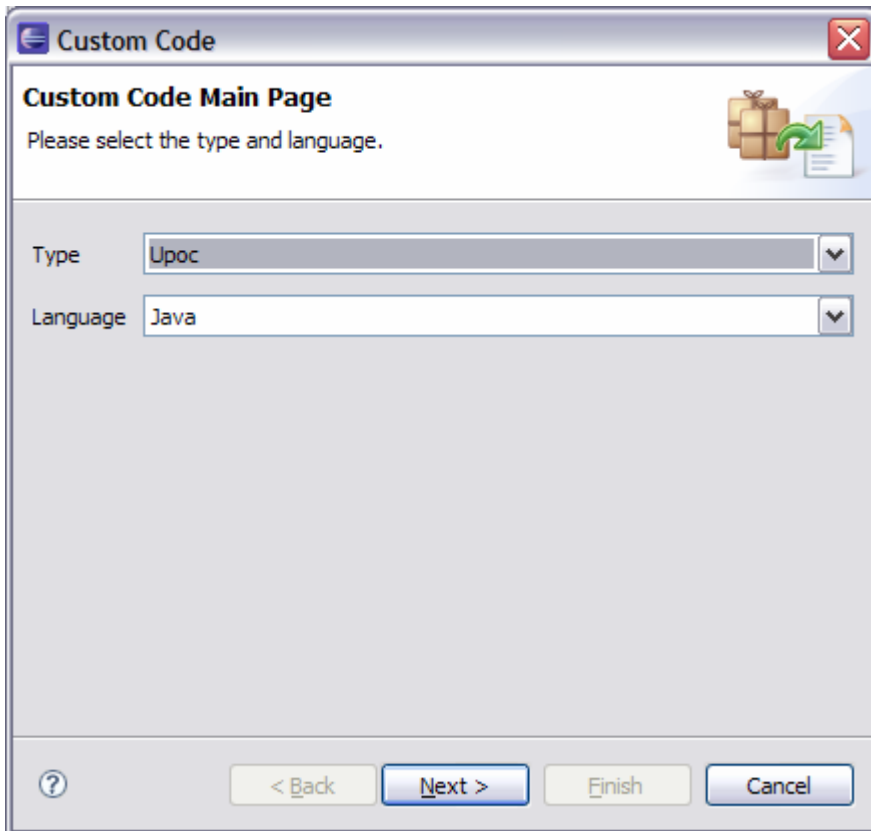 Custom Code
Custom Code Main Page
Please select the type and language.
Type Upoc
Language Java
? < Back Next > Finish Cancel